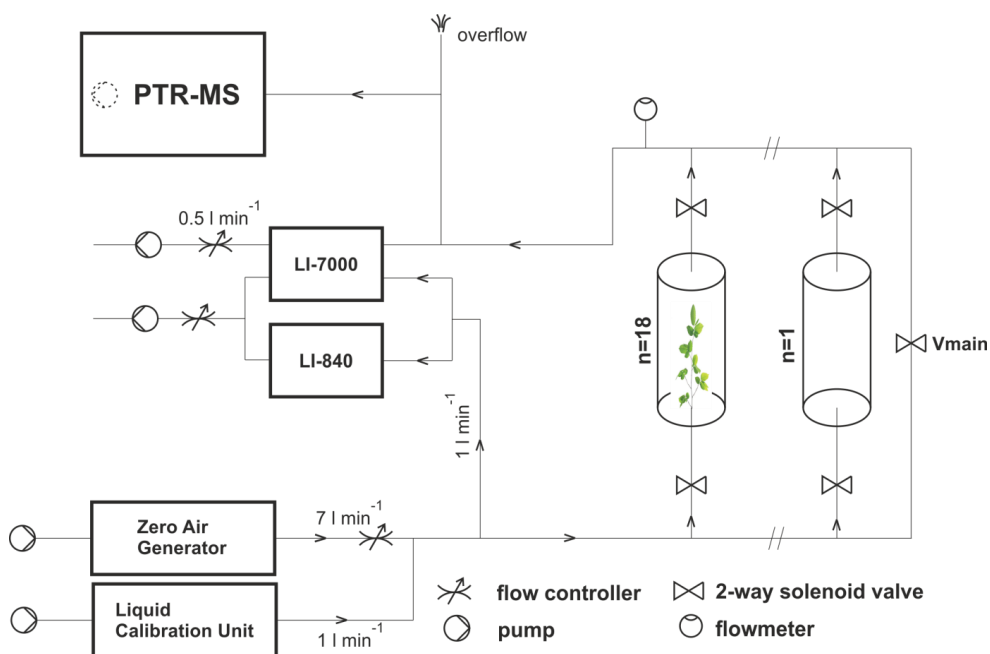 overflow
PTR-MS
0.5 l min⁻¹
LI-7000
LI-840
n=18
n=1
Vmain
1 l min⁻¹
7 l min⁻¹
Zero Air
Generator
Liquid
Calibration Unit
1 l min⁻¹
flow controller
2-way solenoid valve
pump
flowmeter